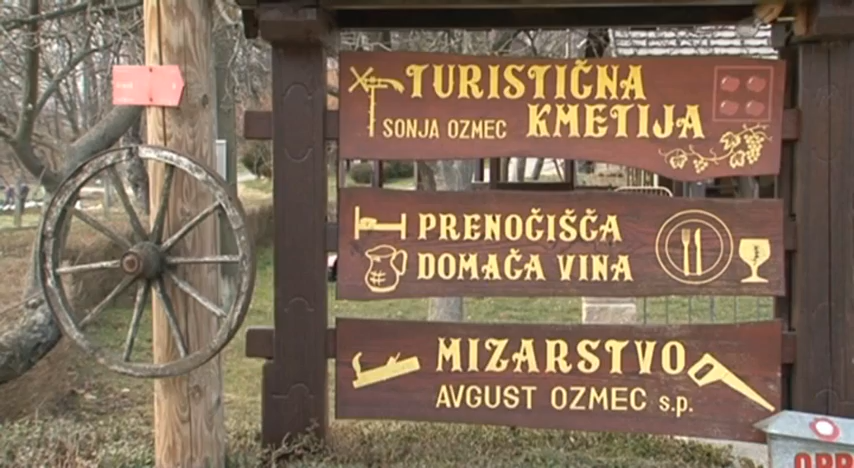 TURISTIČNA
SONJA OZMEC KMETIJA
PRENOČIŠČA
DOMAČA VINA
MIZARSTVO
AVGUST OZMEC s.p.